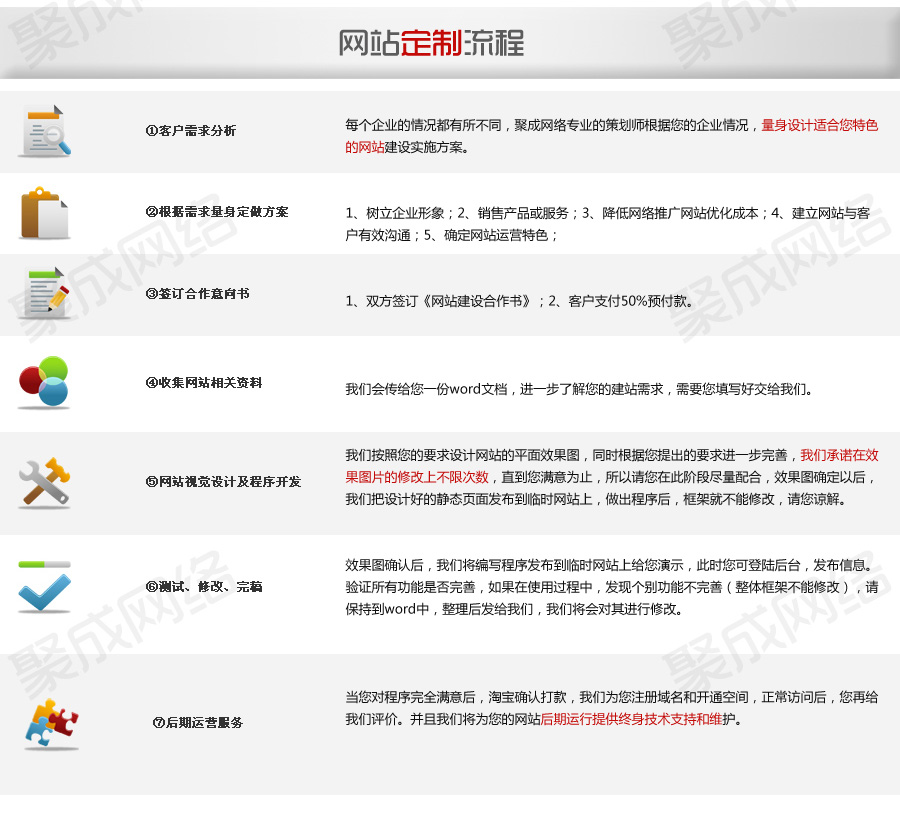 聚成网络
聚成网络
网站定制流程
①客户需求分析
每个企业的情况都有所不同，聚成网络专业的策划师根据您的企业情况，量身设计适合您特色
的网站建设实施方案。
②根据需求量身定做方案
1、树立企业形象；2、销售产品或服务；3、降低网络推广网站优化成本；4、建立网站与客
户有效沟通；5、确定网站运营特色；
聚成网络
聚成网络
③签订合作意向书
1、双方签订《网站建设合作书》；2、客户支付50%预付款。
④收集网站相关资料
我们会传给您一份word文档，进一步了解您的建站需求，需要您填写好交给我们。
⑤网站视觉设计及程序开发
我们按照您的要求设计网站的平面效果图，同时根据您提出的要求进一步完善，我们承诺在效
果图片的修改上不限次数，直到您满意为止，所以请您在此阶段尽量配合，效果图确定以后，
我们把设计好的静态页面发布到临时网站上，做出程序后，框架就不能修改，请您谅解。
⑥测试、修改、完稿
效果图确认后，我们将编写程序发布到临时网站上给您演示，此时您可登陆后台，发布信息。
验证所有功能是否完善，如果在使用过程中，发现个别功能不完善（整体框架不能修改），请
保持到word中，整理后发给我们，我们将会对其进行修改。
聚成网络
聚成网络
⑦后期运营服务
当您对程序完全满意后，淘宝确认打款，我们为您注册域名和开通空间，正常访问后，您再给
我们评价。并且我们将为您的网站后期运行提供终身技术支持和维护。